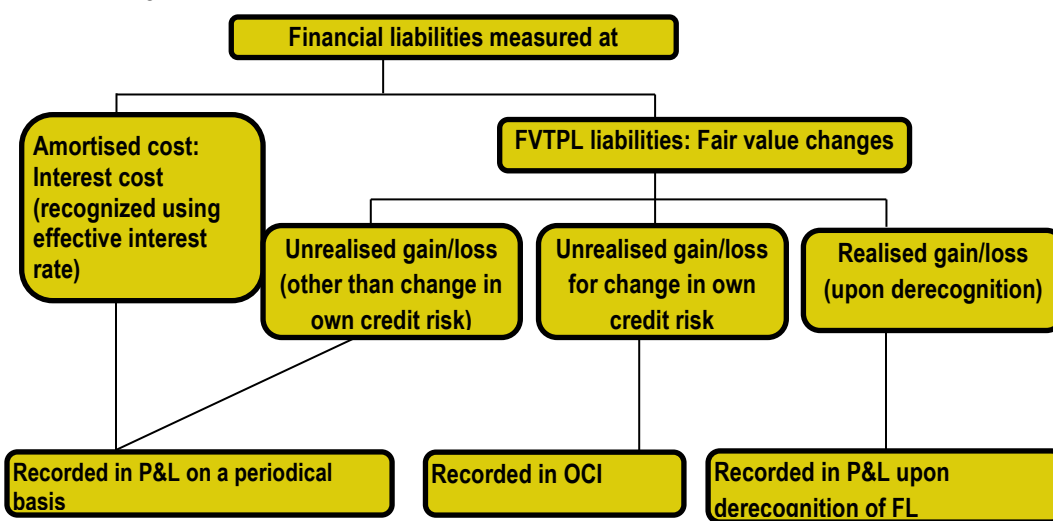 Financial liabilities measured at
Amortised cost:
Interest cost
(recognized using
effective interest
rate)
FVTPL liabilities: Fair value changes
Unrealised gain/loss
(other than change in
own credit risk)
Unrealised gain/loss
for change in own
credit risk
Realised gain/loss
(upon derecognition)
Recorded in P&L on a periodical
basis
Recorded in OCI
Recorded in P&L upon
derecognition of FL